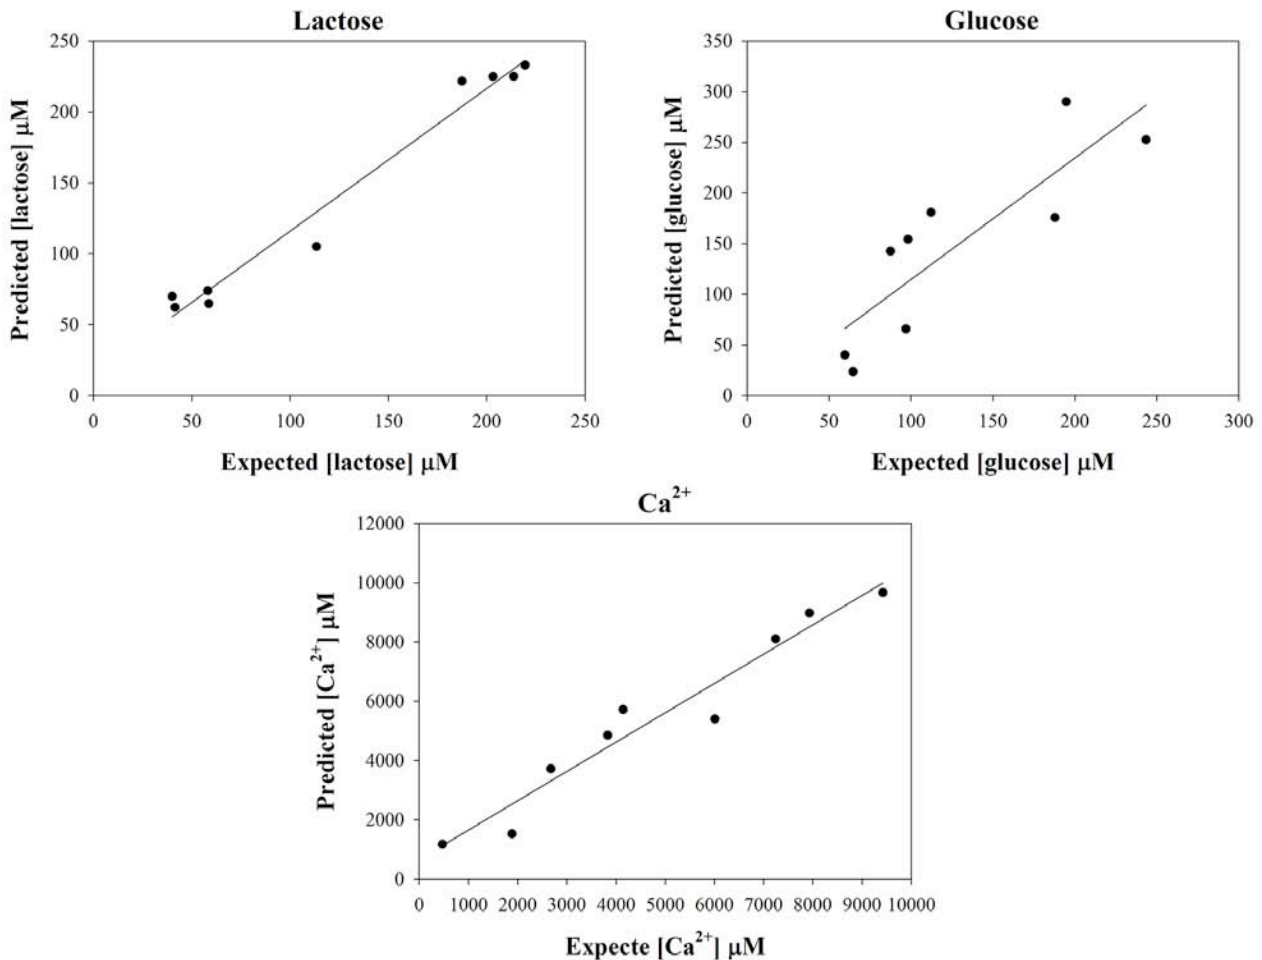 Lactose
250
200
150
100
50
0
0 50 100 150 200 250
Predicted [lactose] μM
Expected [lactose] μM
Glucose
350
300
250
200
150
100
50
0
0 50 100 150 200 250 300
Predicted [glucose] μM
Expected [glucose] μM
Ca²⁺
12000
10000
8000
6000
4000
2000
0
0 1000 2000 3000 4000 5000 6000 7000 8000 9000 10000
Predicted [Ca²⁺] μM
Expecte [Ca²⁺] μM